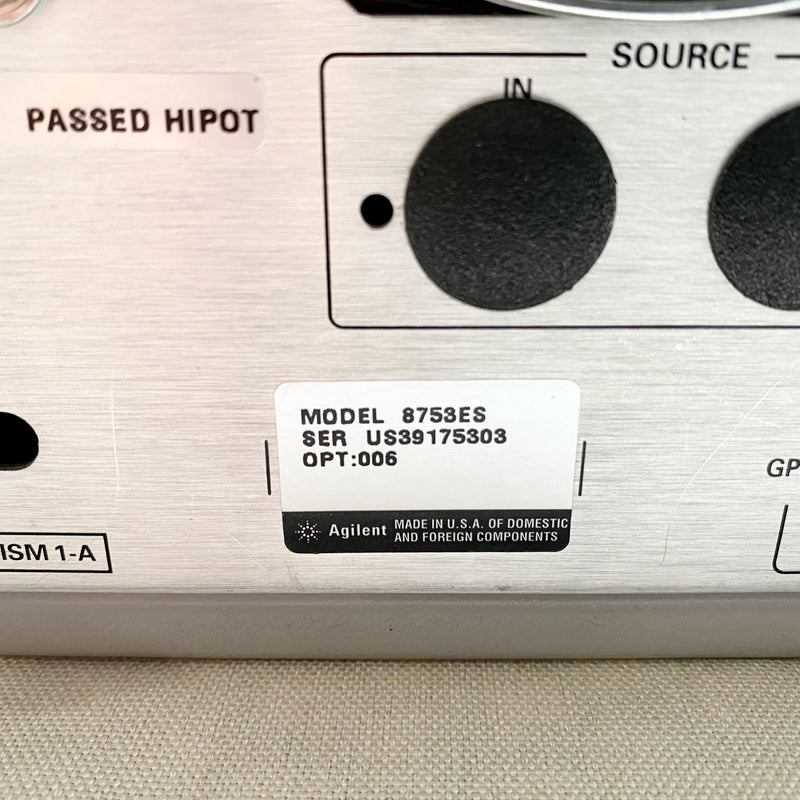 SOURCE
IN
PASSED HIPOT
MODEL 8753ES
SER US39175303
OPT:006
GP
ISM 1-A
Agilent MADE IN U.S.A. OF DOMESTIC
AND FOREIGN COMPONENTS